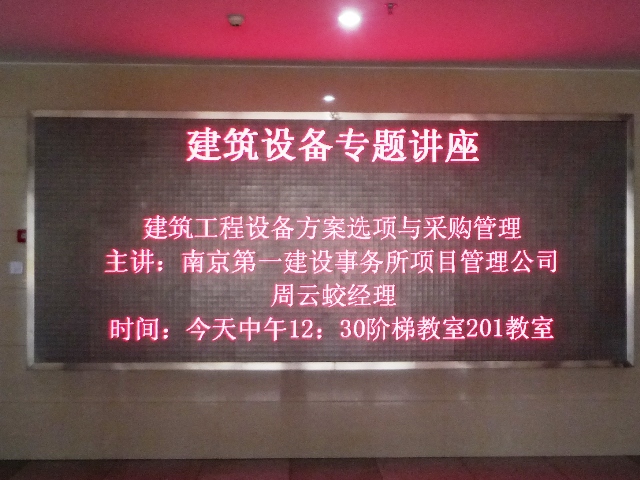 建筑设备专题讲座
建筑工程设备方案选项与采购管理
主讲：南京第一建设事务所项目管理公司
周云蛟经理
时间：今天中午12：30阶梯教室201教室